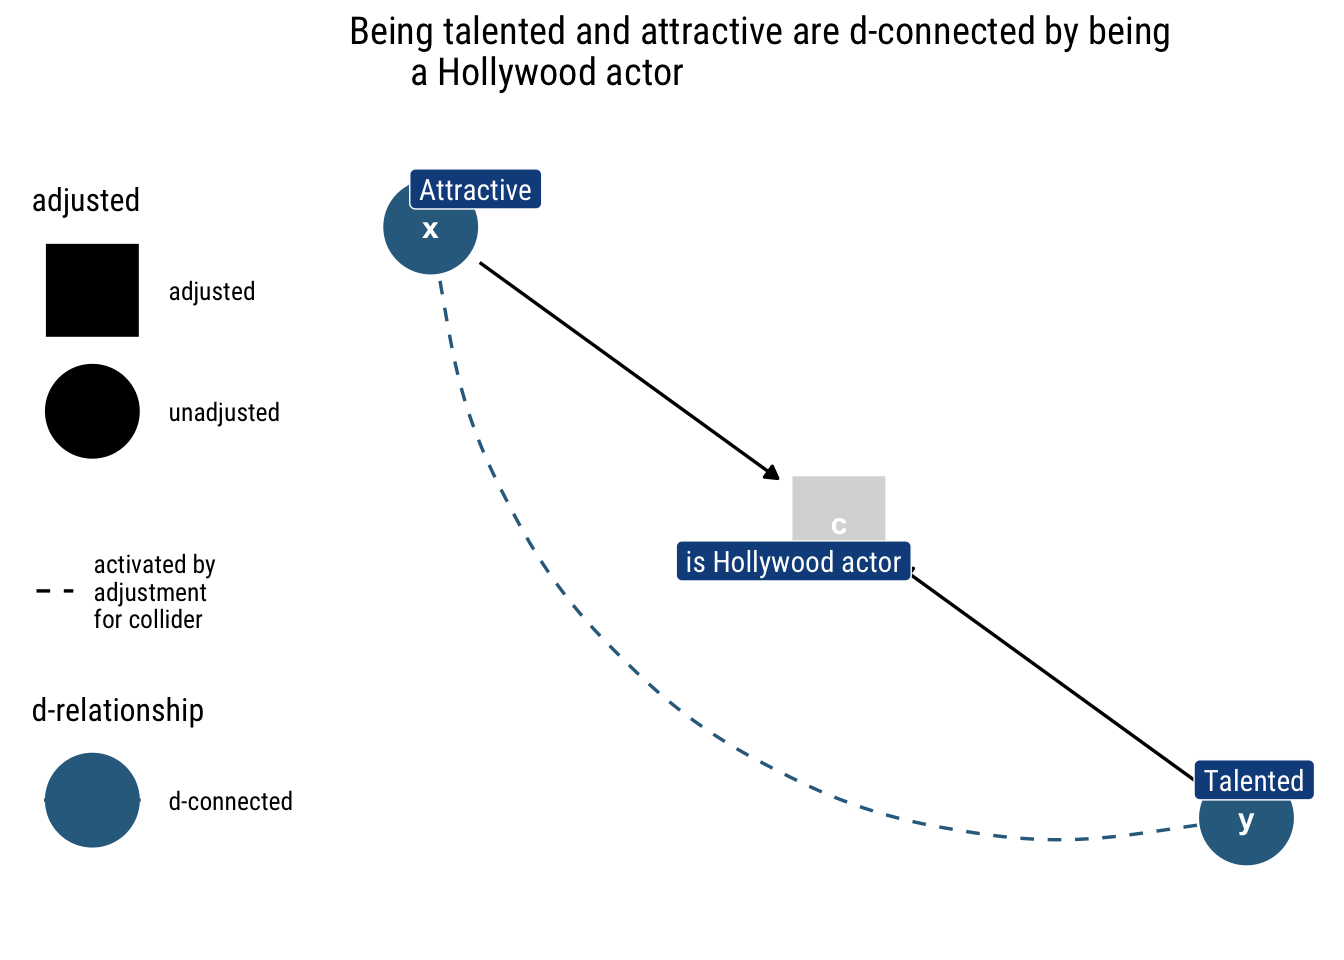 Being talented and attractive are d-connected by being
a Hollywood actor
adjusted
adjusted
unadjusted
activated by
adjustment
for collider
d-relationship
d-connected
Attractive
x
c
is Hollywood actor
Talented
y